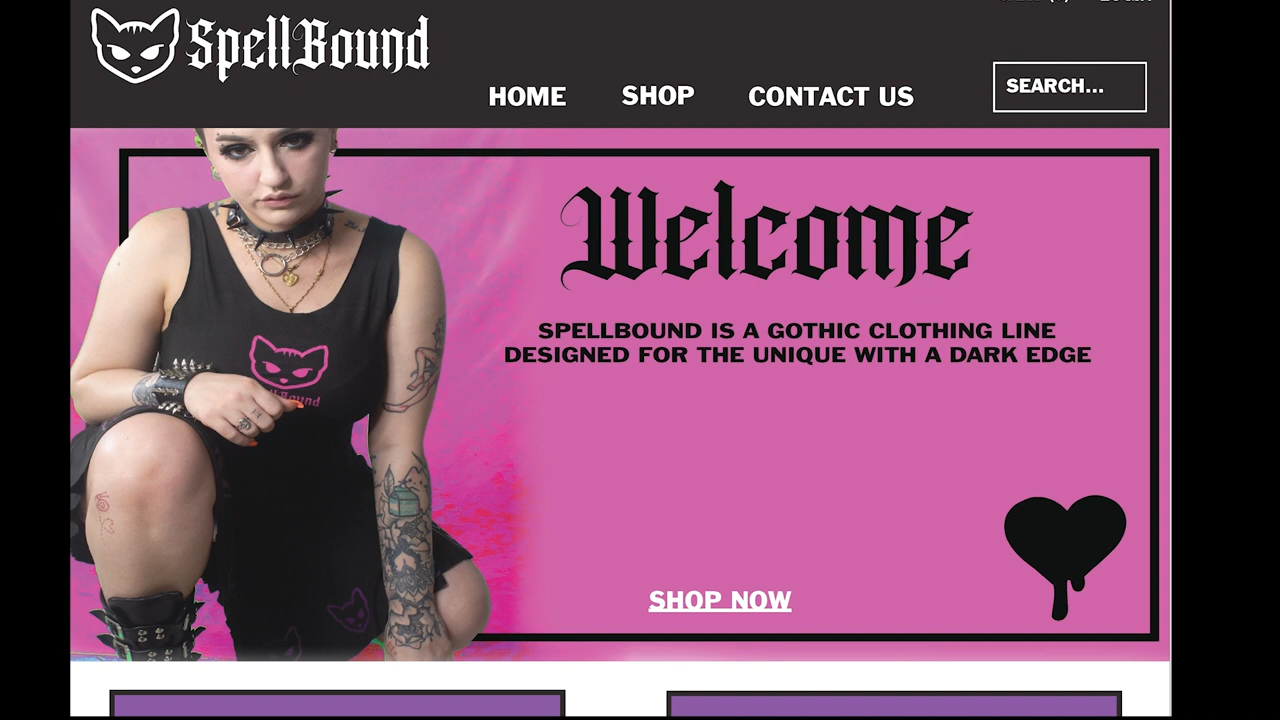 SpellBound
HOME
SHOP
CONTACT US
SEARCH...
Welcome
SPELLBOUND IS A GOTHIC CLOTHING LINE
DESIGNED FOR THE UNIQUE WITH A DARK EDGE
SHOP NOW